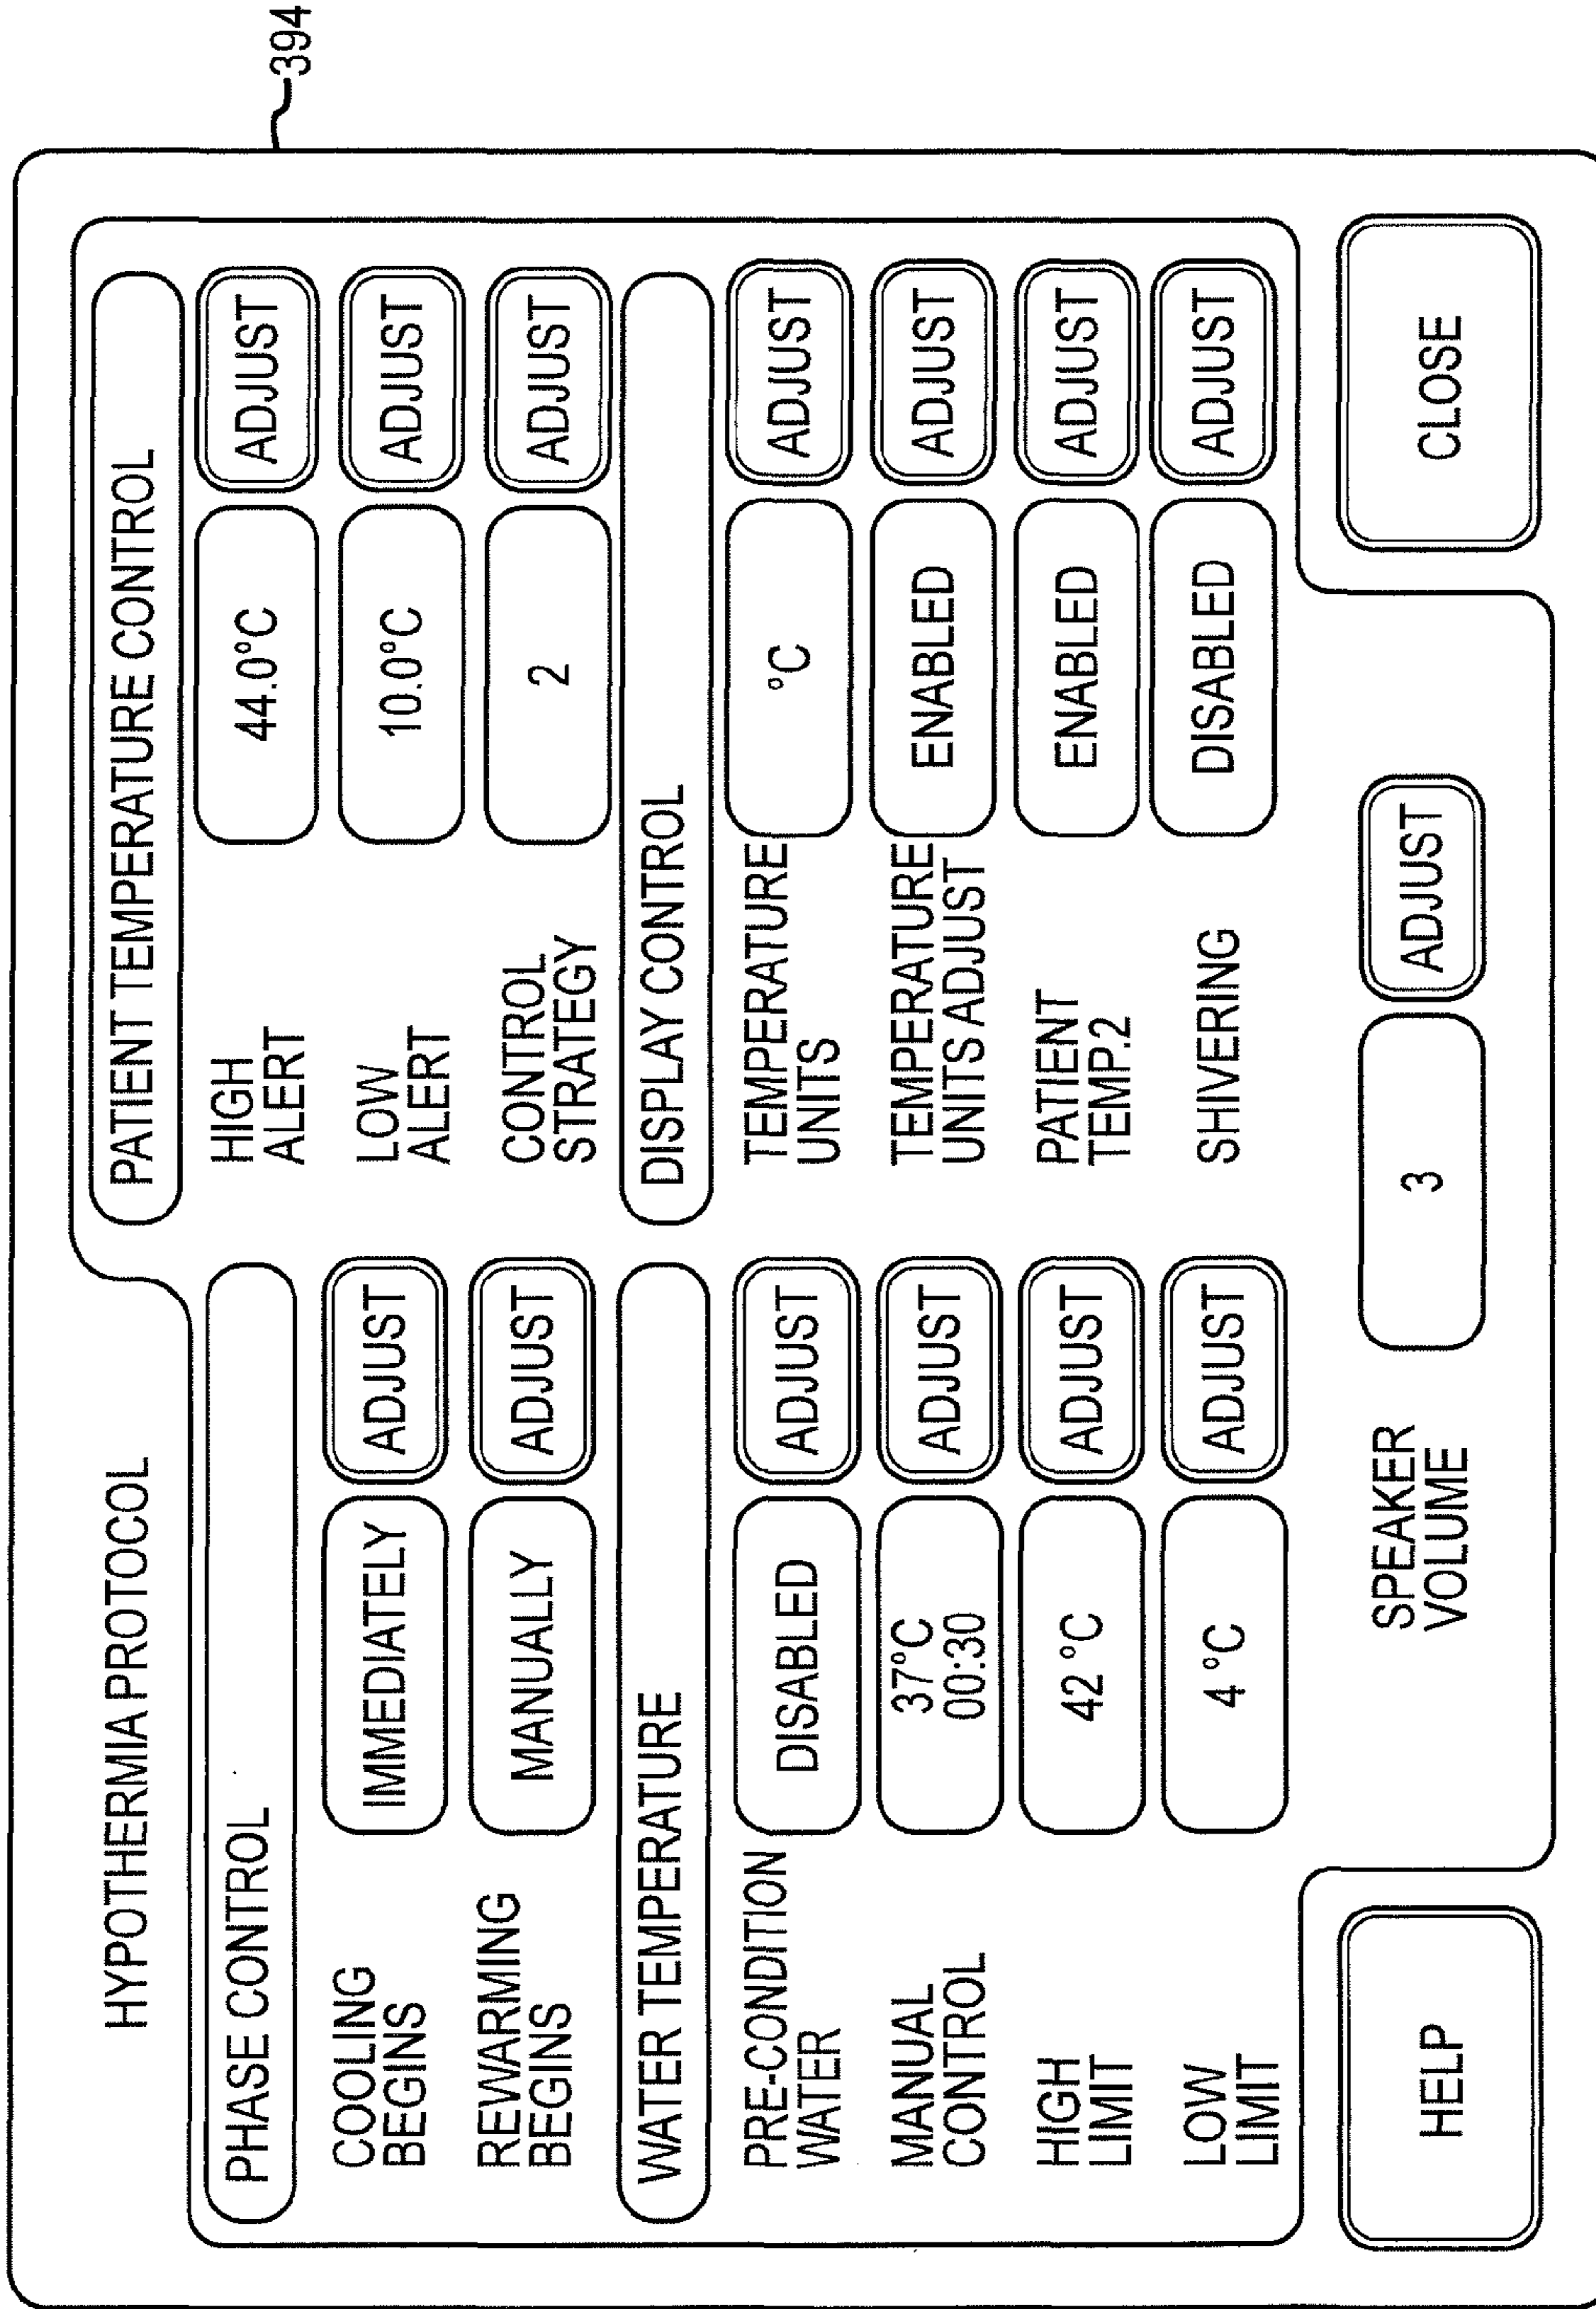 394
HYPOTHERMIA PROTOCOL
PHASE CONTROL
COOLING
BEGINS
IMMEDIATELY
ADJUST
REWARMING
BEGINS
MANUALLY
ADJUST
WATER TEMPERATURE
PRE-CONDITION
WATER
DISABLED
ADJUST
MANUAL
CONTROL
37°C
00:30
ADJUST
HIGH
LIMIT
42 °C
ADJUST
LOW
LIMIT
4 °C
ADJUST
PATIENT TEMPERATURE CONTROL
HIGH
ALERT
44.0°C
ADJUST
LOW
ALERT
10.0°C
ADJUST
CONTROL
STRATEGY
2
ADJUST
DISPLAY CONTROL
TEMPERATURE
UNITS
°C
ADJUST
TEMPERATURE
UNITS ADJUST
ENABLED
ADJUST
PATIENT
TEMP.2
ENABLED
ADJUST
SHIVERING
DISABLED
ADJUST
HELP
SPEAKER
VOLUME
3
ADJUST
CLOSE